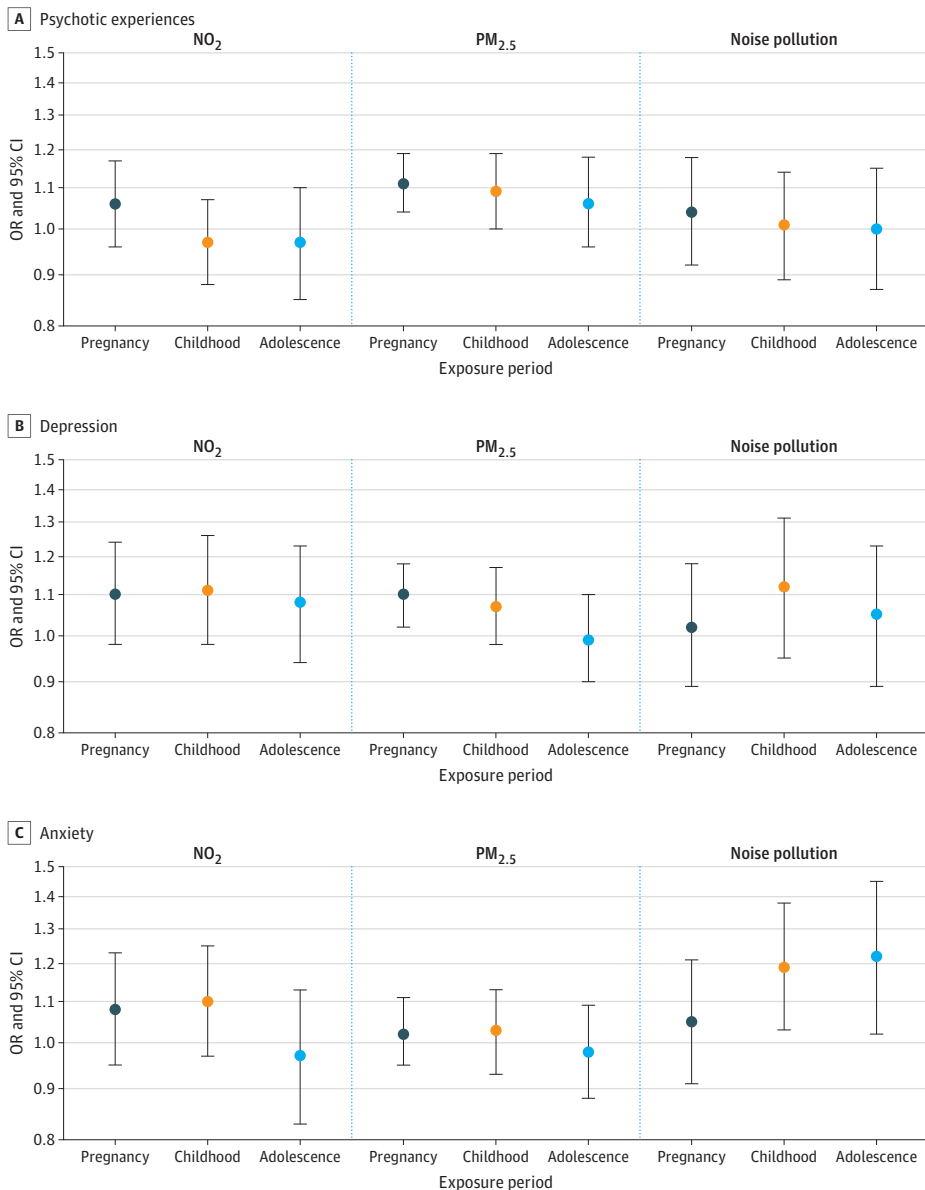 A Psychotic experiences
NO2 PM2.5 Noise pollution
1.5
1.4
1.3
1.2
1.1
1.0
0.9
0.8
OR and 95% CI
Pregnancy Childhood Adolescence Pregnancy Childhood Adolescence Pregnancy Childhood Adolescence
Exposure period
B Depression
NO2 PM2.5 Noise pollution
1.5
1.4
1.3
1.2
1.1
1.0
0.9
0.8
OR and 95% CI
Pregnancy Childhood Adolescence Pregnancy Childhood Adolescence Pregnancy Childhood Adolescence
Exposure period
C Anxiety
NO2 PM2.5 Noise pollution
1.5
1.4
1.3
1.2
1.1
1.0
0.9
0.8
OR and 95% CI
Pregnancy Childhood Adolescence Pregnancy Childhood Adolescence Pregnancy Childhood Adolescence
Exposure period